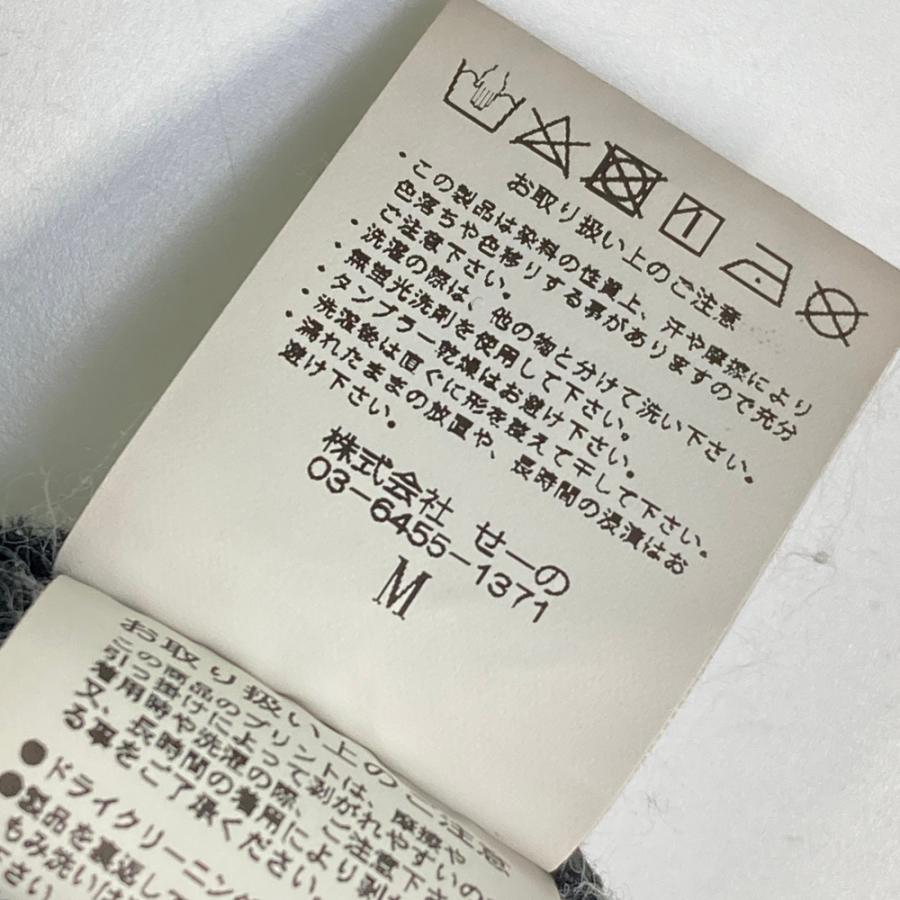 お取り扱い上のご注意
・この製品は染料の性質上、汗や摩擦により
色落ちや色移りする事がありますので充分
ご注意下さい。
・洗濯の際は、他の物と分けて洗い下さい。
・無蛍光洗剤を使用して下さい。
・タンブラー乾燥はお避け下さい。
・洗濯後は直ぐに形を整えて干して下さい。
・濡れたままの放置や、長時間の浸漬はお
避け下さい。
株式会社 せーの
03-6455-1371
M
お取り扱い上のご注意
この商品のプリントは、摩擦や
引っ掛けによって剥がれやすいの
着用時や洗濯の際、ご注意下さ
又、長時間の着用により剥
る事をご了承ください
●ドライクリーニング
●製品を裏返して
もみ洗いは
さい